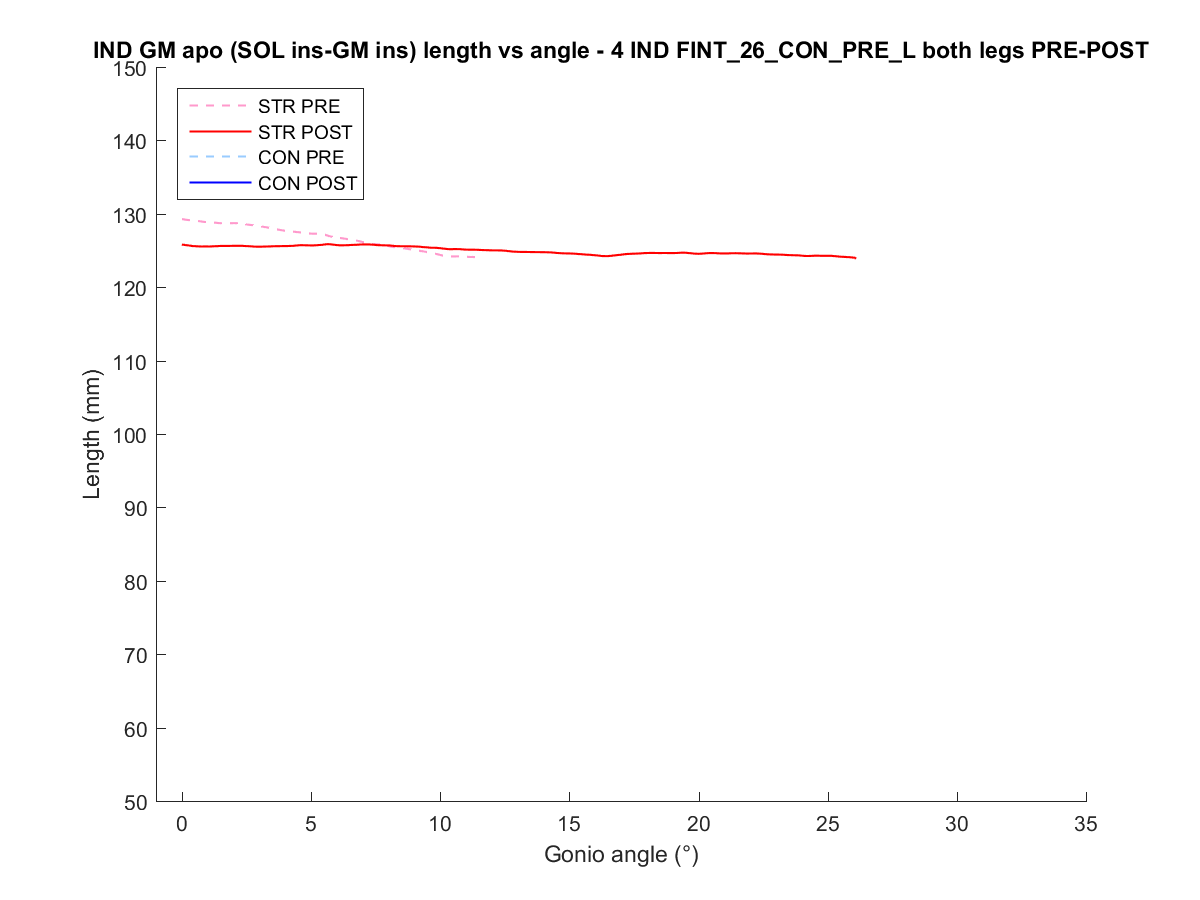 IND GM apo (SOL ins-GM ins) length vs angle - 4 IND FINT_26_CON_PRE_L both legs PRE-POST
150
140
130
120
110
100
90
80
70
60
50
STR PRE
STR POST
CON PRE
CON POST
Length (mm)
0 5 10 15 20 25 30 35
Gonio angle (°)